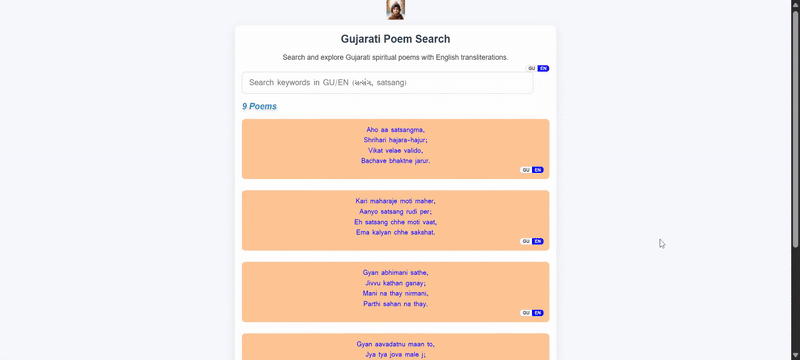 Gujarati Poem Search
Search and explore Gujarati spiritual poems with English transliterations.
GU EN
Search keywords in GU/EN (સત્સંગ, satsang)
9 Poems
Aho aa satsangma,
Shrihari hajara-hajur;
Vikat velae valido,
Bachave bhaktne jarur.
GU EN
Kari maharaje moti maher,
Aanyo satsang rudi per;
Eh satsang chhe moti vaat,
Ema kalyan chhe sakshat.
GU EN
Gyan abhimani sathe,
Jivvu kathan ganay;
Mani na thay nirmani,
Parthi sahan na thay.
GU EN
Gyan aavadatnu maan to,
Jya tya jova male j;